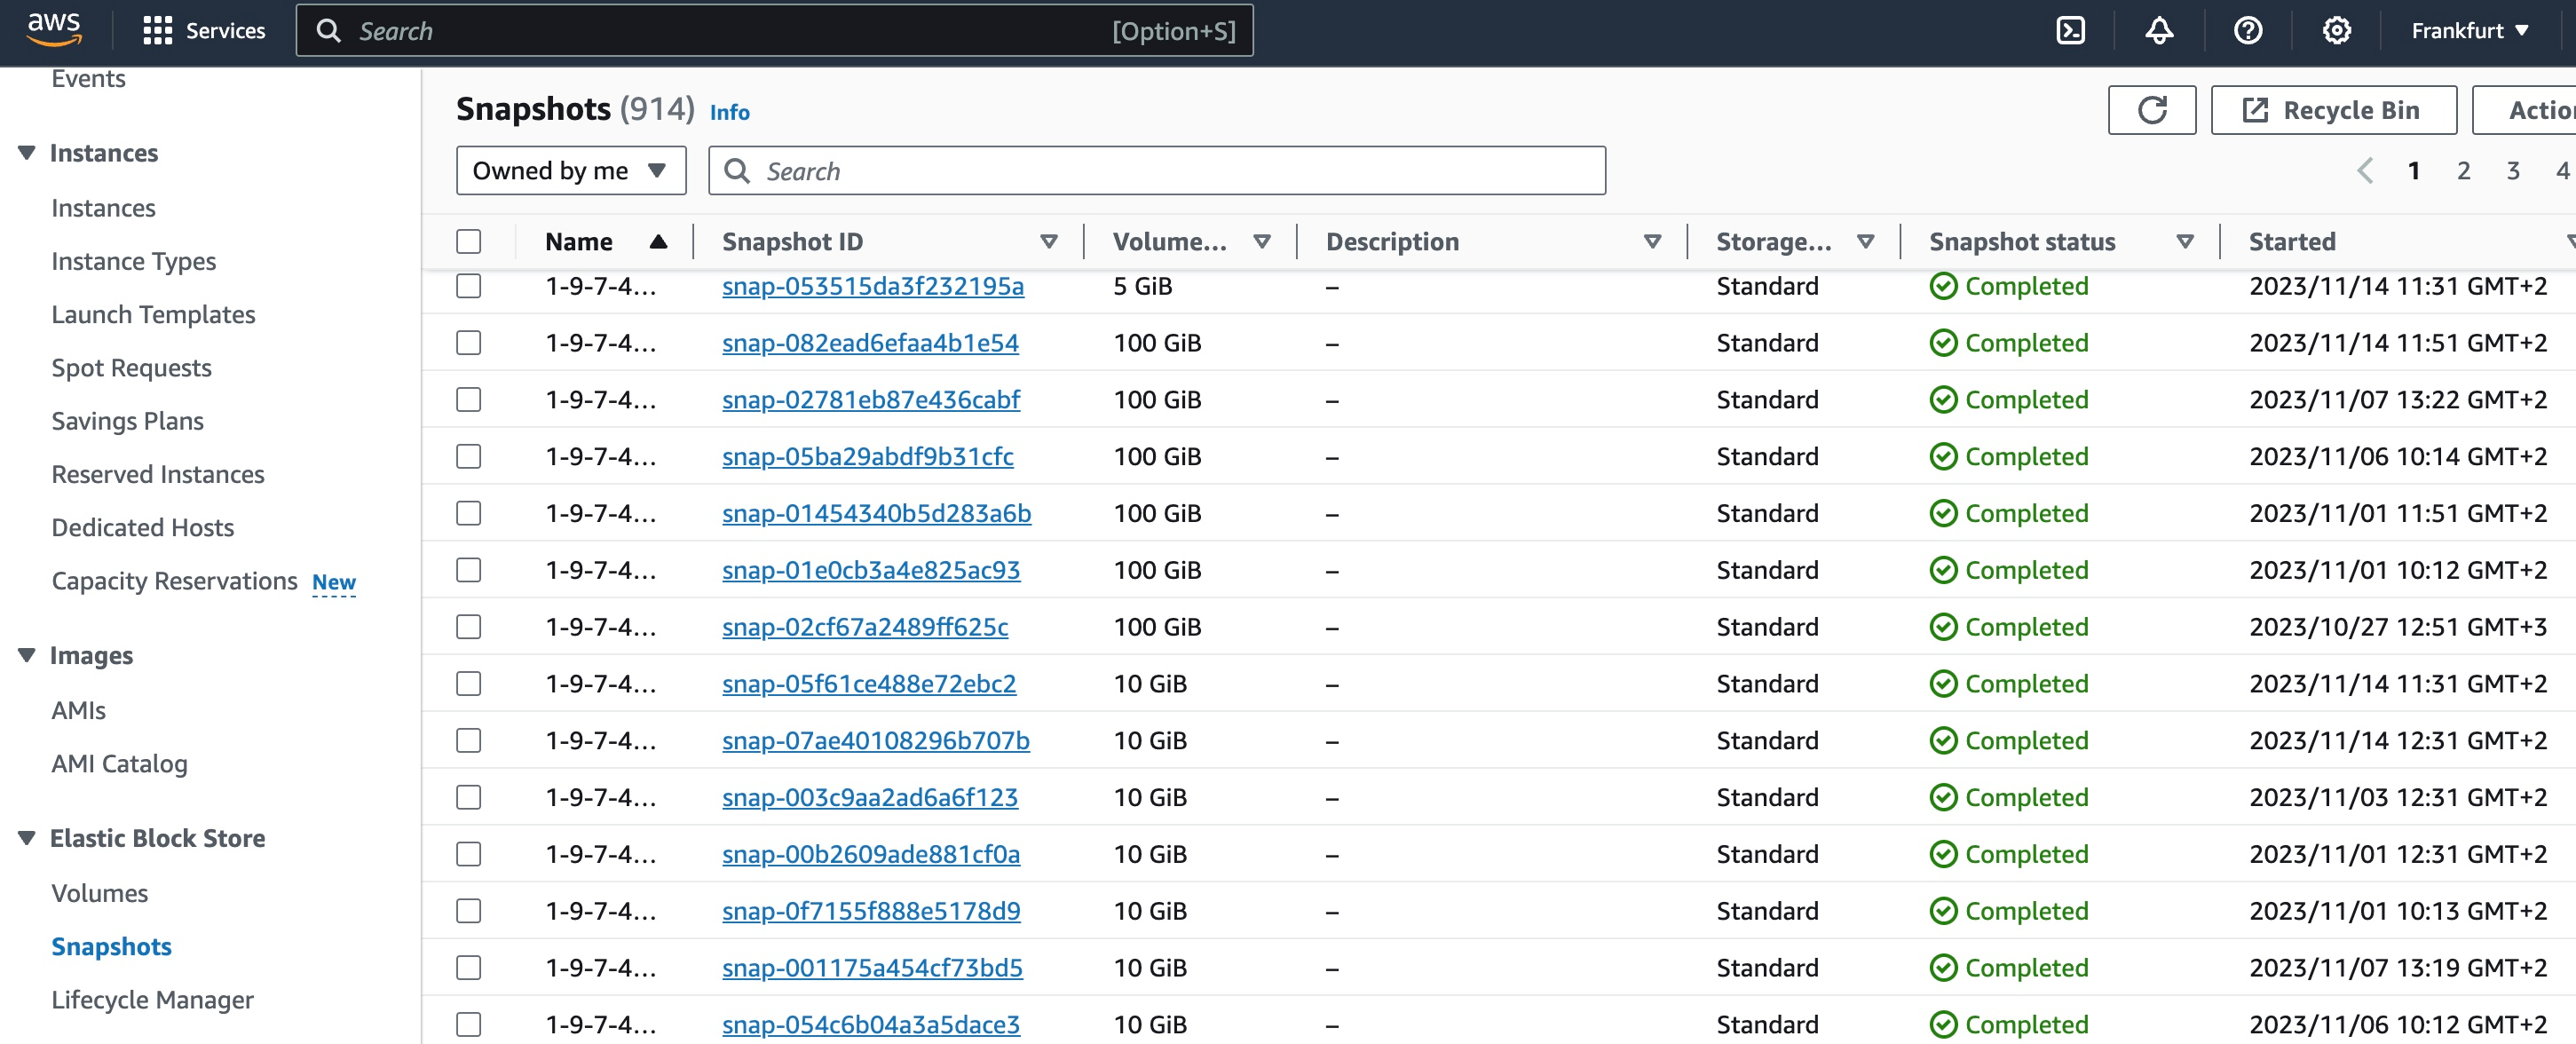 aws Services Search [Option+S] Frankfurt
Events
Instances
Instances
Instance Types
Launch Templates
Spot Requests
Savings Plans
Reserved Instances
Dedicated Hosts
Capacity Reservations New
Images
AMIs
AMI Catalog
Elastic Block Store
Volumes
Snapshots
Lifecycle Manager
Snapshots (914) Info Recycle Bin Actio
Owned by me Search 1 2 3 4
Name Snapshot ID Volume... Description Storage... Snapshot status Started
1-9-7-4... snap-053515da3f232195a 5 GiB – Standard Completed 2023/11/14 11:31 GMT+2
1-9-7-4... snap-082ead6efaa4b1e54 100 GiB – Standard Completed 2023/11/14 11:51 GMT+2
1-9-7-4... snap-02781eb87e436cabf 100 GiB – Standard Completed 2023/11/07 13:22 GMT+2
1-9-7-4... snap-05ba29abdf9b31cfc 100 GiB – Standard Completed 2023/11/06 10:14 GMT+2
1-9-7-4... snap-01454340b5d283a6b 100 GiB – Standard Completed 2023/11/01 11:51 GMT+2
1-9-7-4... snap-01e0cb3a4e825ac93 100 GiB – Standard Completed 2023/11/01 10:12 GMT+2
1-9-7-4... snap-02cf67a2489ff625c 100 GiB – Standard Completed 2023/10/27 12:51 GMT+3
1-9-7-4... snap-05f61ce488e72ebc2 10 GiB – Standard Completed 2023/11/14 11:31 GMT+2
1-9-7-4... snap-07ae40108296b707b 10 GiB – Standard Completed 2023/11/14 12:31 GMT+2
1-9-7-4... snap-003c9aa2ad6a6f123 10 GiB – Standard Completed 2023/11/03 12:31 GMT+2
1-9-7-4... snap-00b2609ade881cf0a 10 GiB – Standard Completed 2023/11/01 12:31 GMT+2
1-9-7-4... snap-0f7155f888e5178d9 10 GiB – Standard Completed 2023/11/01 10:13 GMT+2
1-9-7-4... snap-001175a454cf73bd5 10 GiB – Standard Completed 2023/11/07 13:19 GMT+2
1-9-7-4... snap-054c6b04a3a5dace3 10 GiB – Standard Completed 2023/11/06 10:12 GMT+2